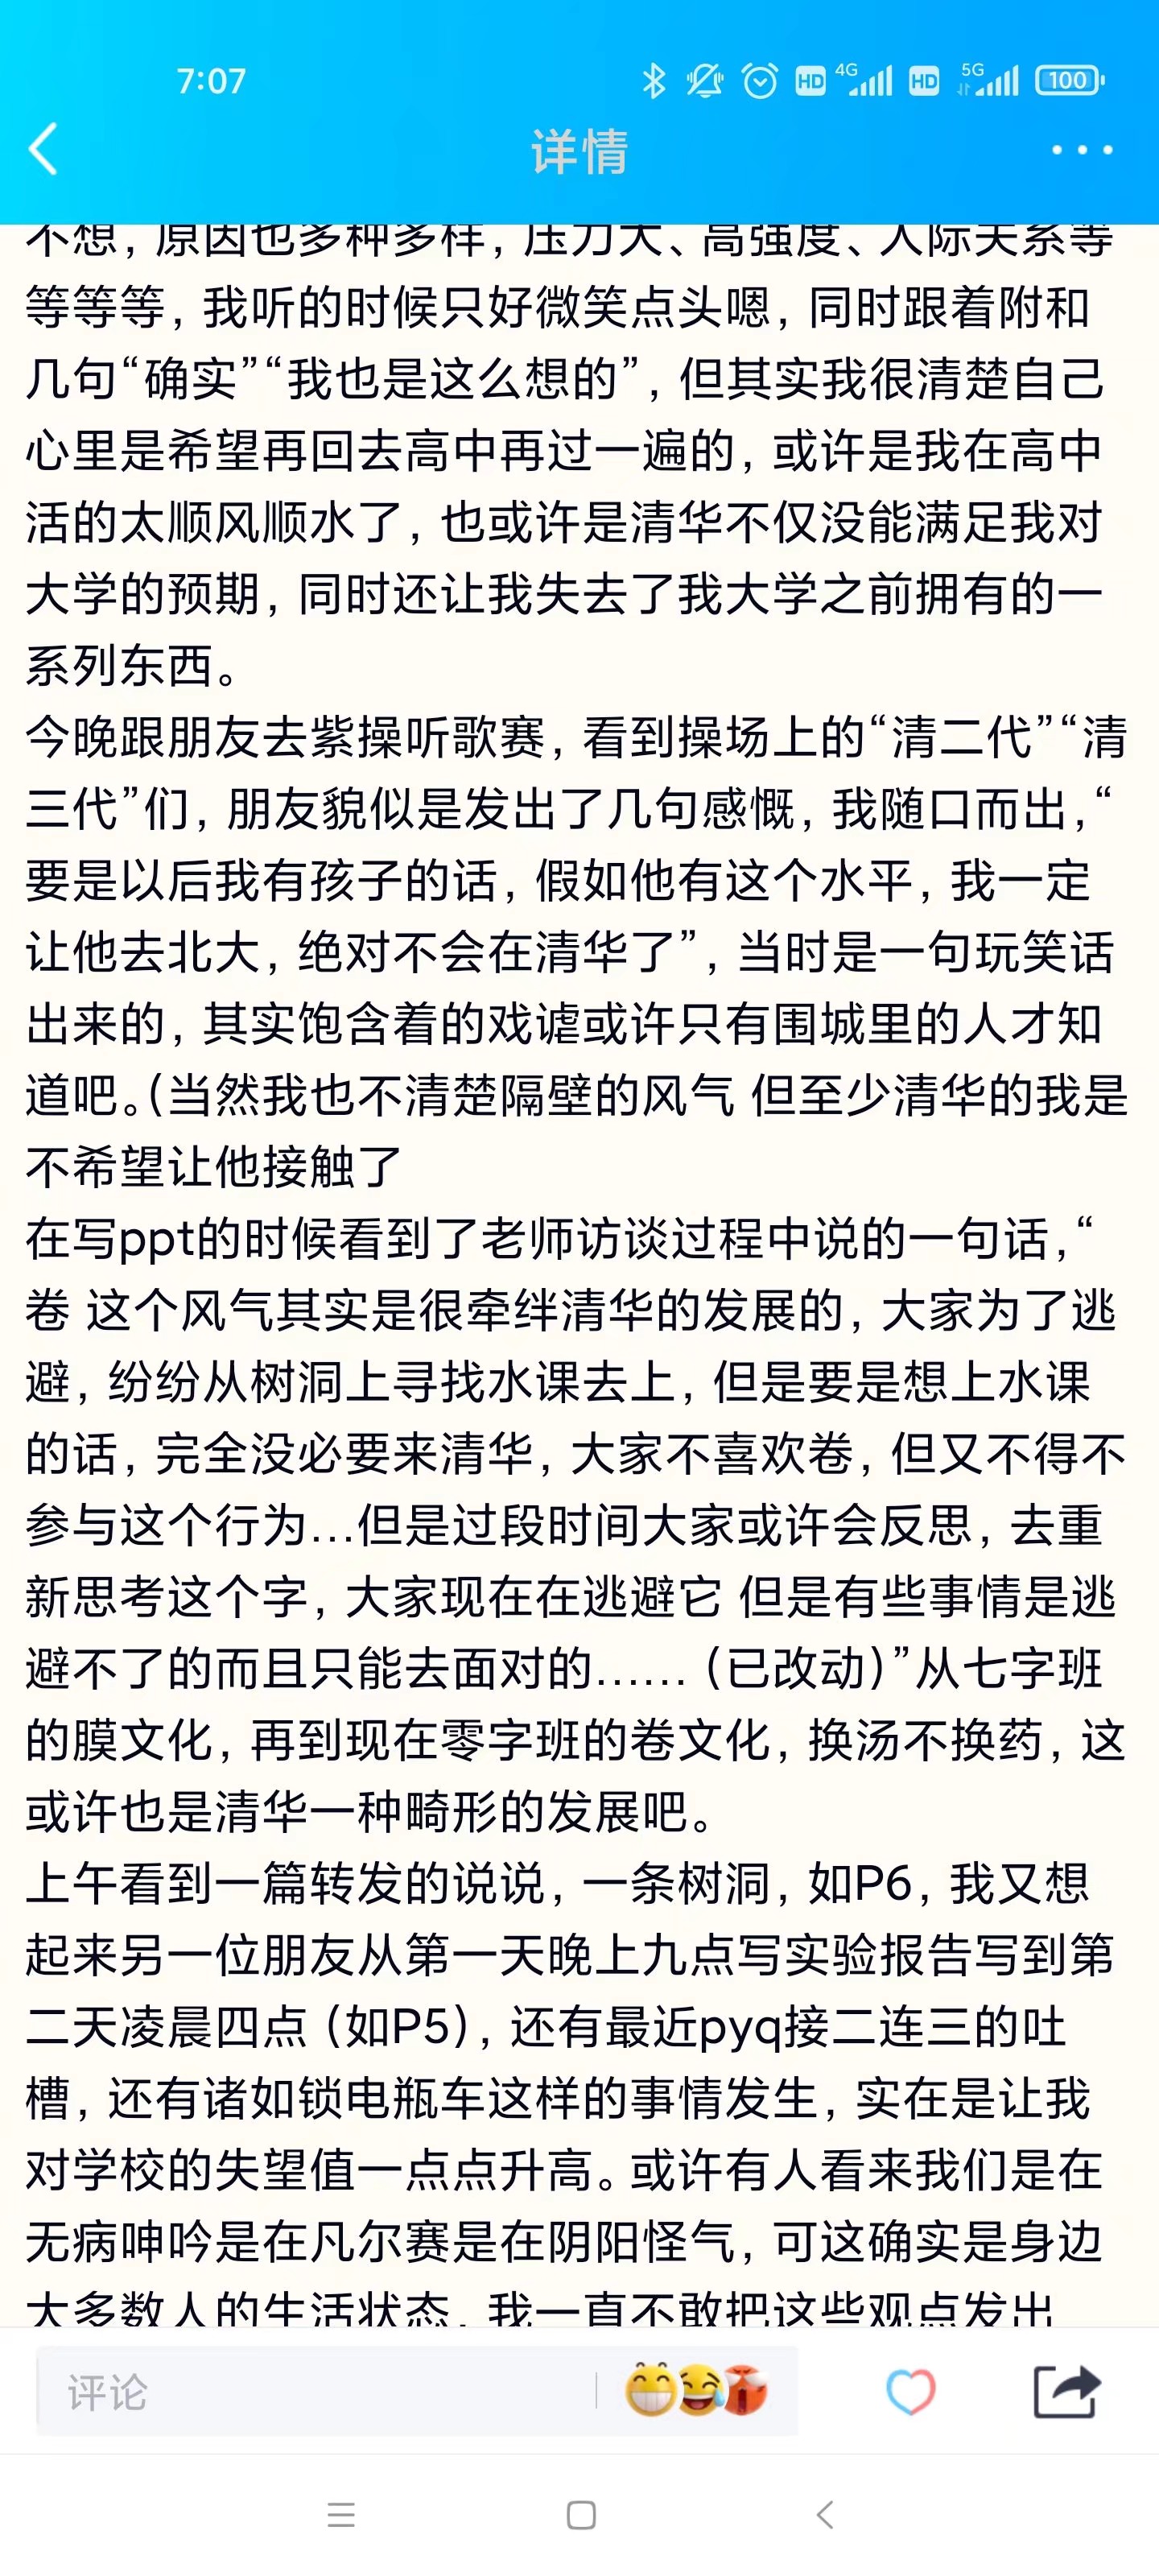 7:07
HD 4G HD 5G 100
详情
不想，原因也多种多样，压力大、高强度、人际关系等
等等等，我听的时候只好微笑点头嗯，同时跟着附和
几句“确实”“我也是这么想的”，但其实我很清楚自己
心里是希望再回去高中再过一遍的，或许是我在高中
活的太顺风顺水了，也或许是清华不仅没能满足我对
大学的预期，同时还让我失去了我大学之前拥有的一
系列东西。
今晚跟朋友去紫操听歌赛，看到操场上的“清二代”“清
三代”们，朋友貌似是发出了几句感慨，我随口而出，“
要是以后我有孩子的话，假如他有这个水平，我一定
让他去北大，绝对不会在清华了”，当时是一句玩笑话
出来的，其实饱含着的戏谑或许只有围城里的人才知
道吧。（当然我也不清楚隔壁的风气 但至少清华的我是
不希望让他接触了
在写ppt的时候看到了老师访谈过程中说的一句话，“
卷 这个风气其实是很牵绊清华的发展的，大家为了逃
避，纷纷从树洞上寻找水课去上，但是要是想上水课
的话，完全没必要来清华，大家不喜欢卷，但又不得不
参与这个行为...但是过段时间大家或许会反思，去重
新思考这个字，大家现在在逃避它 但是有些事情是逃
避不了的而且只能去面对的......（已改动）”从七字班
的膜文化，再到现在零字班的卷文化，换汤不换药，这
或许也是清华一种畸形的发展吧。
上午看到一篇转发的说说，一条树洞，如P6，我又想
起来另一位朋友从第一天晚上九点写实验报告写到第
二天凌晨四点（如P5），还有最近pyq接二连三的吐
槽，还有诸如锁电瓶车这样的事情发生，实在是让我
对学校的失望值一点点升高。或许有人看来我们是在
无病呻吟是在凡尔赛是在阴阳怪气，可这确实是身边
大多数人的生活状态，我一直不敢把这些观点发出
评论